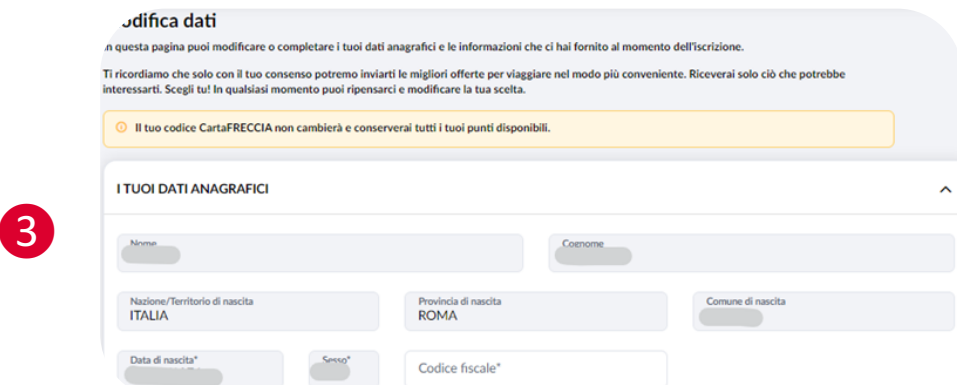 odifica dati
n questa pagina puoi modificare o completare i tuoi dati anagrafici e le informazioni che ci hai fornito al momento dell'iscrizione.
Ti ricordiamo che solo con il tuo consenso potremo inviarti le migliori offerte per viaggiare nel modo più conveniente. Riceverai solo ciò che potrebbe
interessarti. Scegli tu! In qualsiasi momento puoi ripensarci e modificare la tua scelta.
Il tuo codice CartaFRECCIA non cambierà e conserverai tutti i tuoi punti disponibili.
I TUOI DATI ANAGRAFICI
3
Nome Cognome
Nazione/Territorio di nascita Provincia di nascita Comune di nascita
ITALIA ROMA
Data di nascita* Sesso* Codice fiscale*